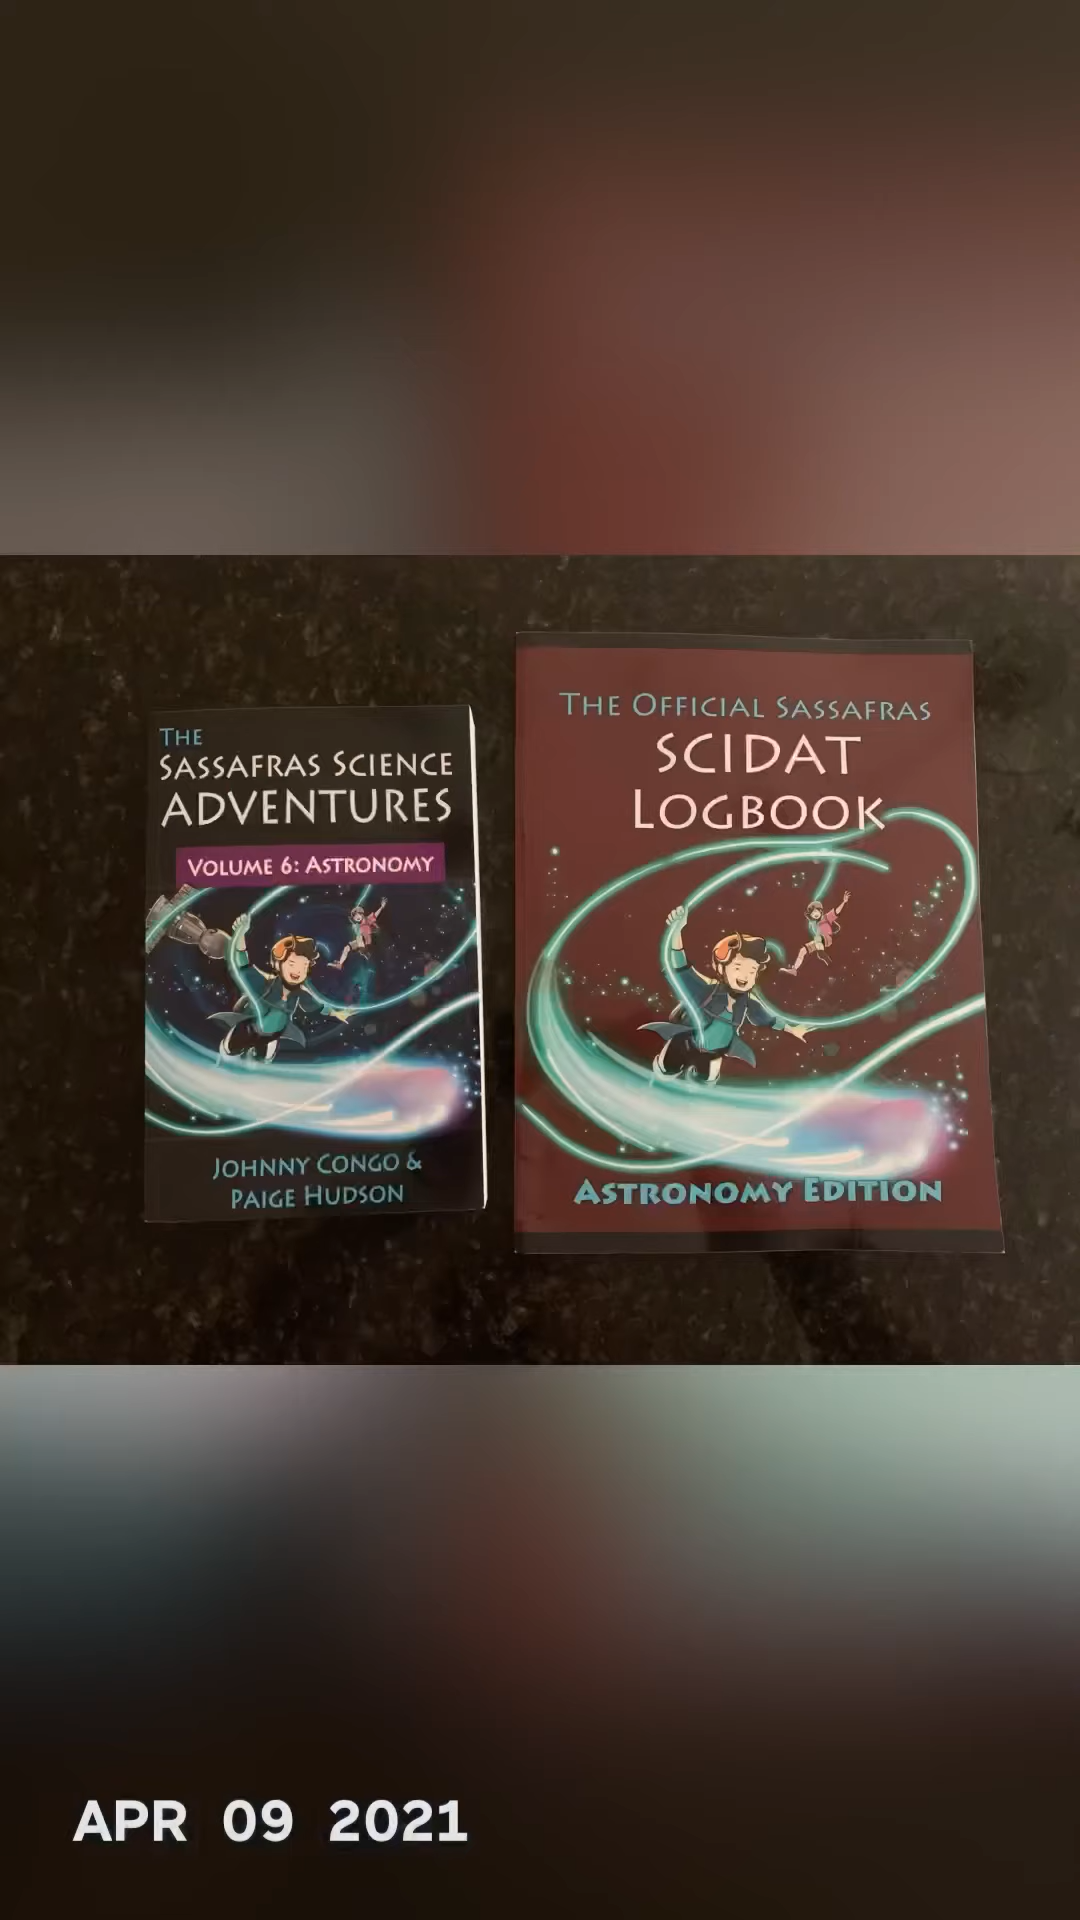 THE
SASSAFRAS SCIENCE
ADVENTURES
VOLUME 6: ASTRONOMY
JOHNNY CONGO &
PAIGE HUDSON
THE OFFICIAL SASSAFRAS
SCIDAT
LOGBOOK
ASTRONOMY EDITION
APR 09 2021